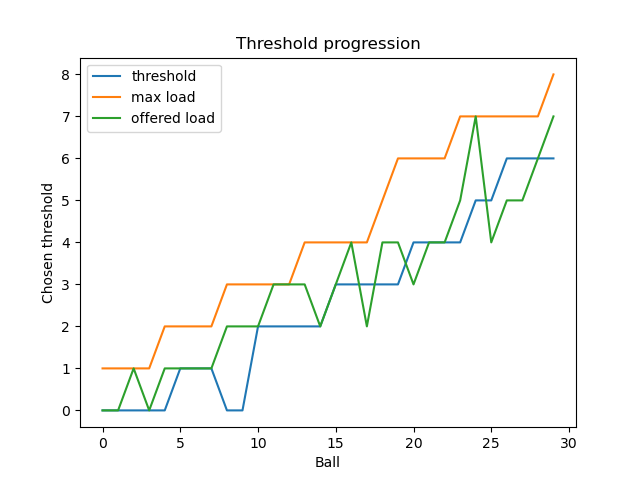 Threshold progression
threshold
max load
offered load
Chosen threshold
8
7
6
5
4
3
2
1
0
0 5 10 15 20 25 30
Ball